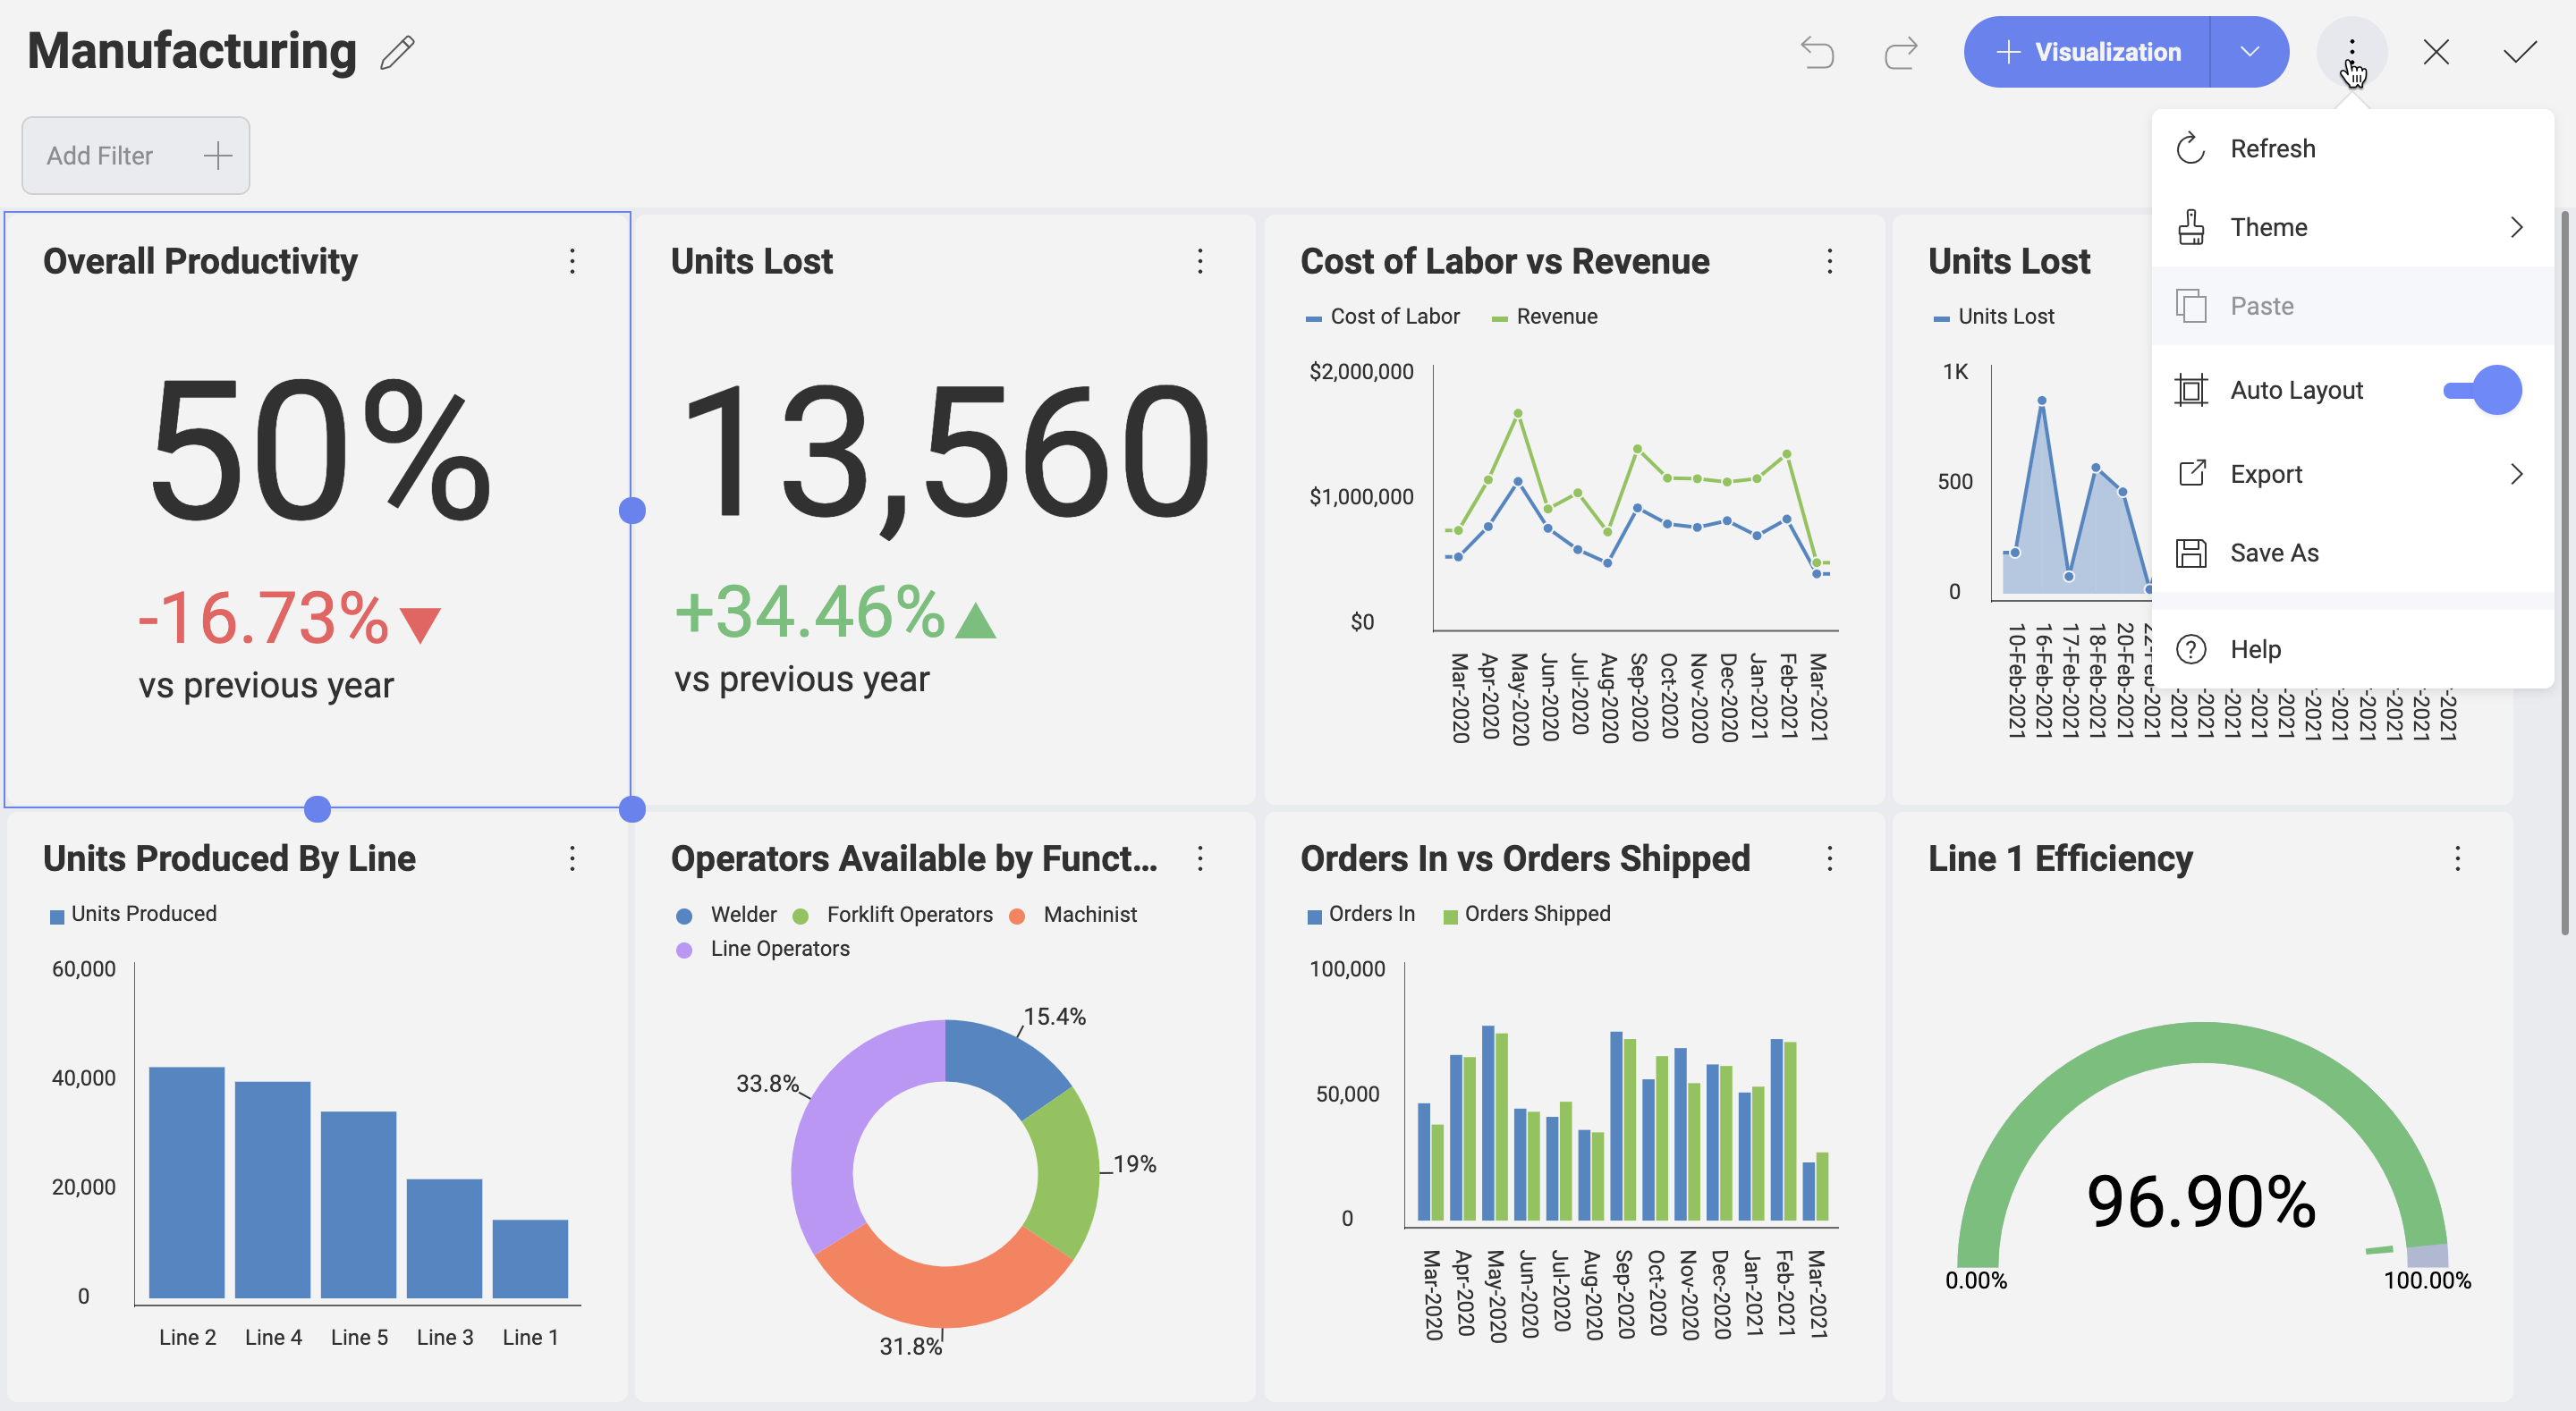 Manufacturing
Visualization
Add Filter
Refresh
Theme
Paste
Auto Layout
Export
Save As
Help
Overall Productivity
50%
-16.73%
vs previous year
Units Lost
13,560
+34.46%
vs previous year
Cost of Labor vs Revenue
Cost of Labor Revenue
$2,000,000
$1,000,000
$0
Mar-2020
Apr-2020
May-2020
Jun-2020
Jul-2020
Aug-2020
Sep-2020
Oct-2020
Nov-2020
Dec-2020
Jan-2021
Feb-2021
Mar-2021
Units Lost
Units Lost
1K
500
0
10-Feb-2021
16-Feb-2021
17-Feb-2021
18-Feb-2021
20-Feb-2021
22-Feb-2021
-2021
-2021
-2021
-2021
-2021
-2021
-2021
-2021
-2021
-2021
-2021
Units Produced By Line
Units Produced
60,000
40,000
20,000
0
Line 2 Line 4 Line 5 Line 3 Line 1
Operators Available by Funct...
Welder Forklift Operators Machinist
Line Operators
15.4%
33.8%
19%
31.8%
Orders In vs Orders Shipped
Orders In Orders Shipped
100,000
50,000
0
Mar-2020
Apr-2020
May-2020
Jun-2020
Jul-2020
Aug-2020
Sep-2020
Oct-2020
Nov-2020
Dec-2020
Jan-2021
Feb-2021
Mar-2021
Line 1 Efficiency
96.90%
0.00% 100.00%